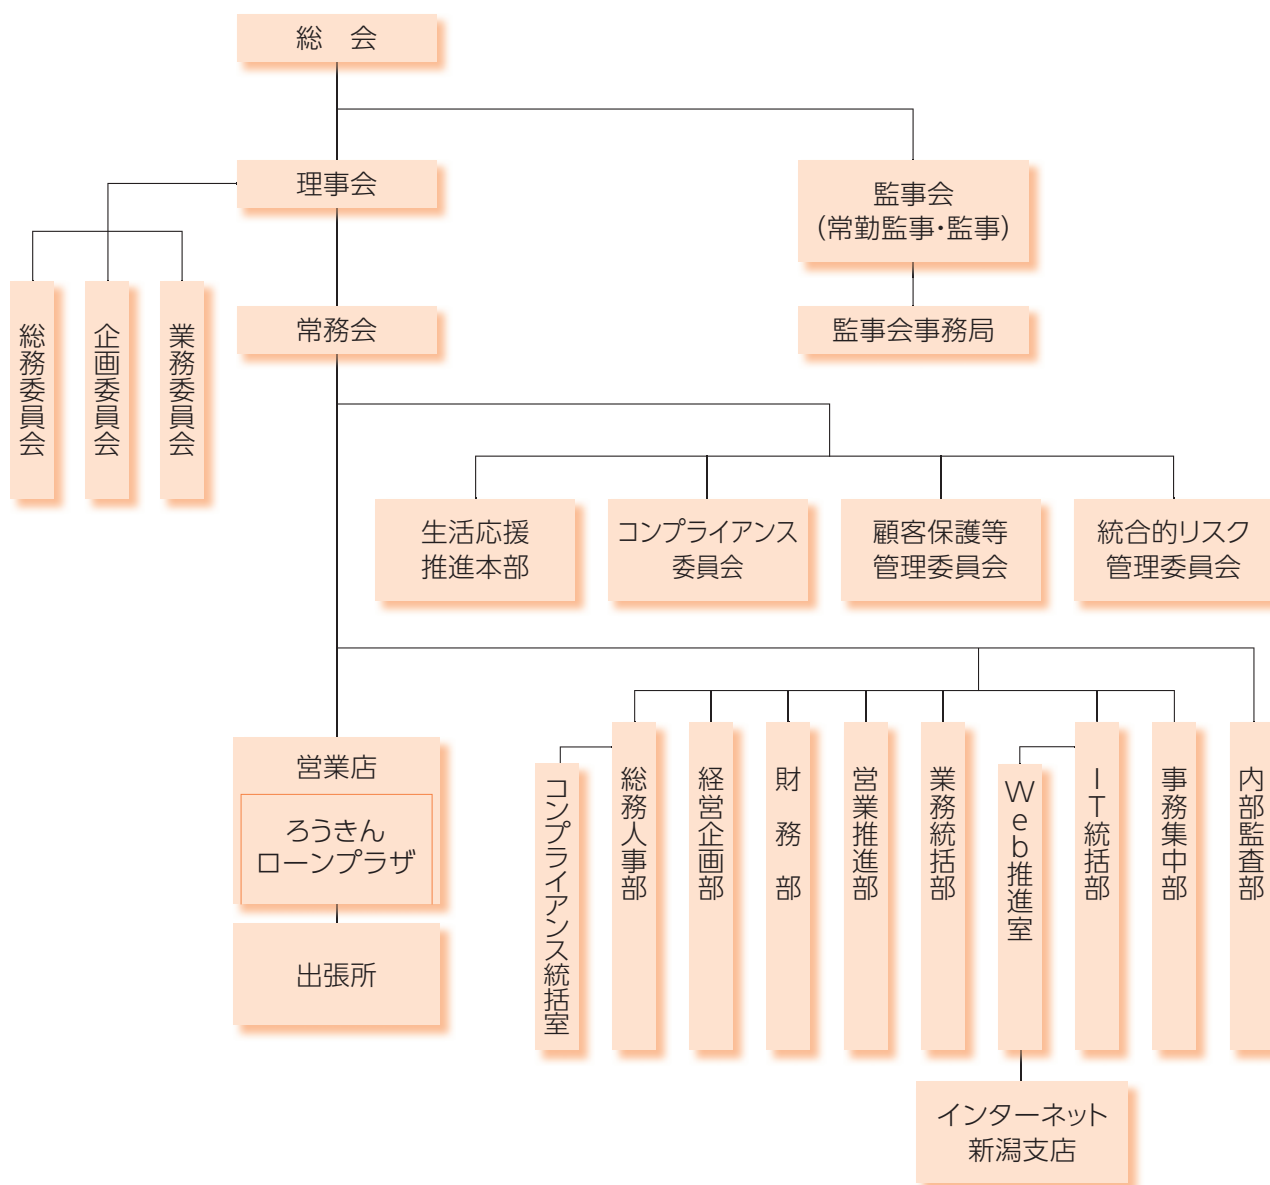 総　会
理事会
監事会
(常勤監事・監事)
総務委員会
企画委員会
業務委員会
常務会
監事会事務局
生活応援
推進本部
コンプライアンス
委員会
顧客保護等
管理委員会
統合的リスク
管理委員会
営業店
ろうきん
ローンプラザ
出張所
コンプライアンス統括室
総務人事部
経営企画部
財　務　部
営業推進部
業務統括部
Web推進室
IT統括部
事務集中部
内部監査部
インターネット
新潟支店